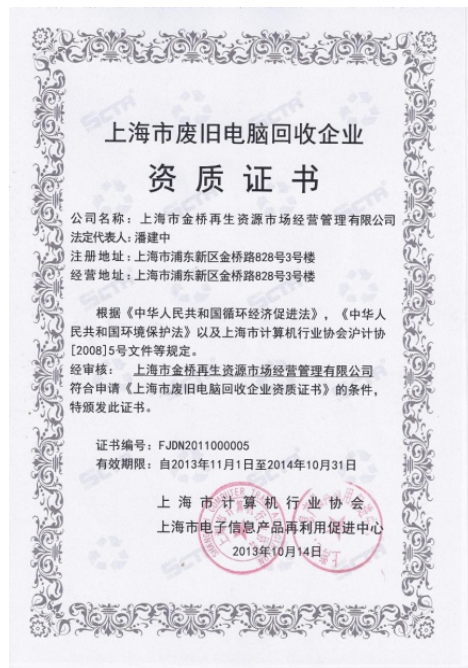 上海市废旧电脑回收企业
资质证书
公司名称：上海市金桥再生资源市场经营管理有限公司
法定代表人：潘建中
注册地址：上海市浦东新区金桥路828号3号楼
经营地址：上海市浦东新区金桥路828号3号楼
根据《中华人民共和国循环经济促进法》，《中华人
民共和国环境保护法》以及上海市计算机行业协会沪计协
[2008]5号文件等规定。
经审核： 上海市金桥再生资源市场经营管理有限公司
符合申请《上海市废旧电脑回收企业资质证书》的条件，
特颁发此证书。
证书编号：FJDN2011000005
有效期限：自2013年11月1日至2014年10月31日
上海市计算机行业协会
上海市电子信息产品再利用促进中心
2013年10月14日